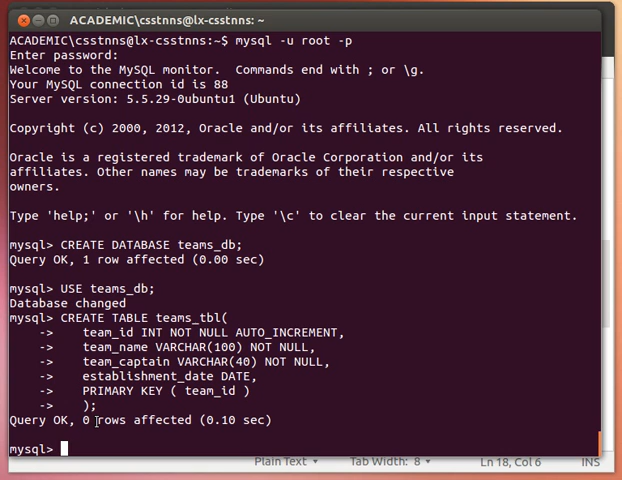 ACADEMIC\csstnns@lx-csstnns: ~
ACADEMIC\csstnns@lx-csstnns:~$ mysql -u root -p
Enter password:
Welcome to the MySQL monitor.  Commands end with ; or \g.
Your MySQL connection id is 88
Server version: 5.5.29-0ubuntu1 (Ubuntu)
Copyright (c) 2000, 2012, Oracle and/or its affiliates. All rights reserved.
Oracle is a registered trademark of Oracle Corporation and/or its
affiliates. Other names may be trademarks of their respective
owners.
Type 'help;' or '\h' for help. Type '\c' to clear the current input statement.
mysql> CREATE DATABASE teams_db;
Query OK, 1 row affected (0.00 sec)
mysql> USE teams_db;
Database changed
mysql> CREATE TABLE teams_tbl(
    ->     team_id INT NOT NULL AUTO_INCREMENT,
    ->     team_name VARCHAR(100) NOT NULL,
    ->     team_captain VARCHAR(40) NOT NULL,
    ->     establishment_date DATE,
    ->     PRIMARY KEY ( team_id )
    ->     );
Query OK, 0 rows affected (0.10 sec)
mysql>
Plain Text Tab Width: 8 Ln 18, Col 6 INS